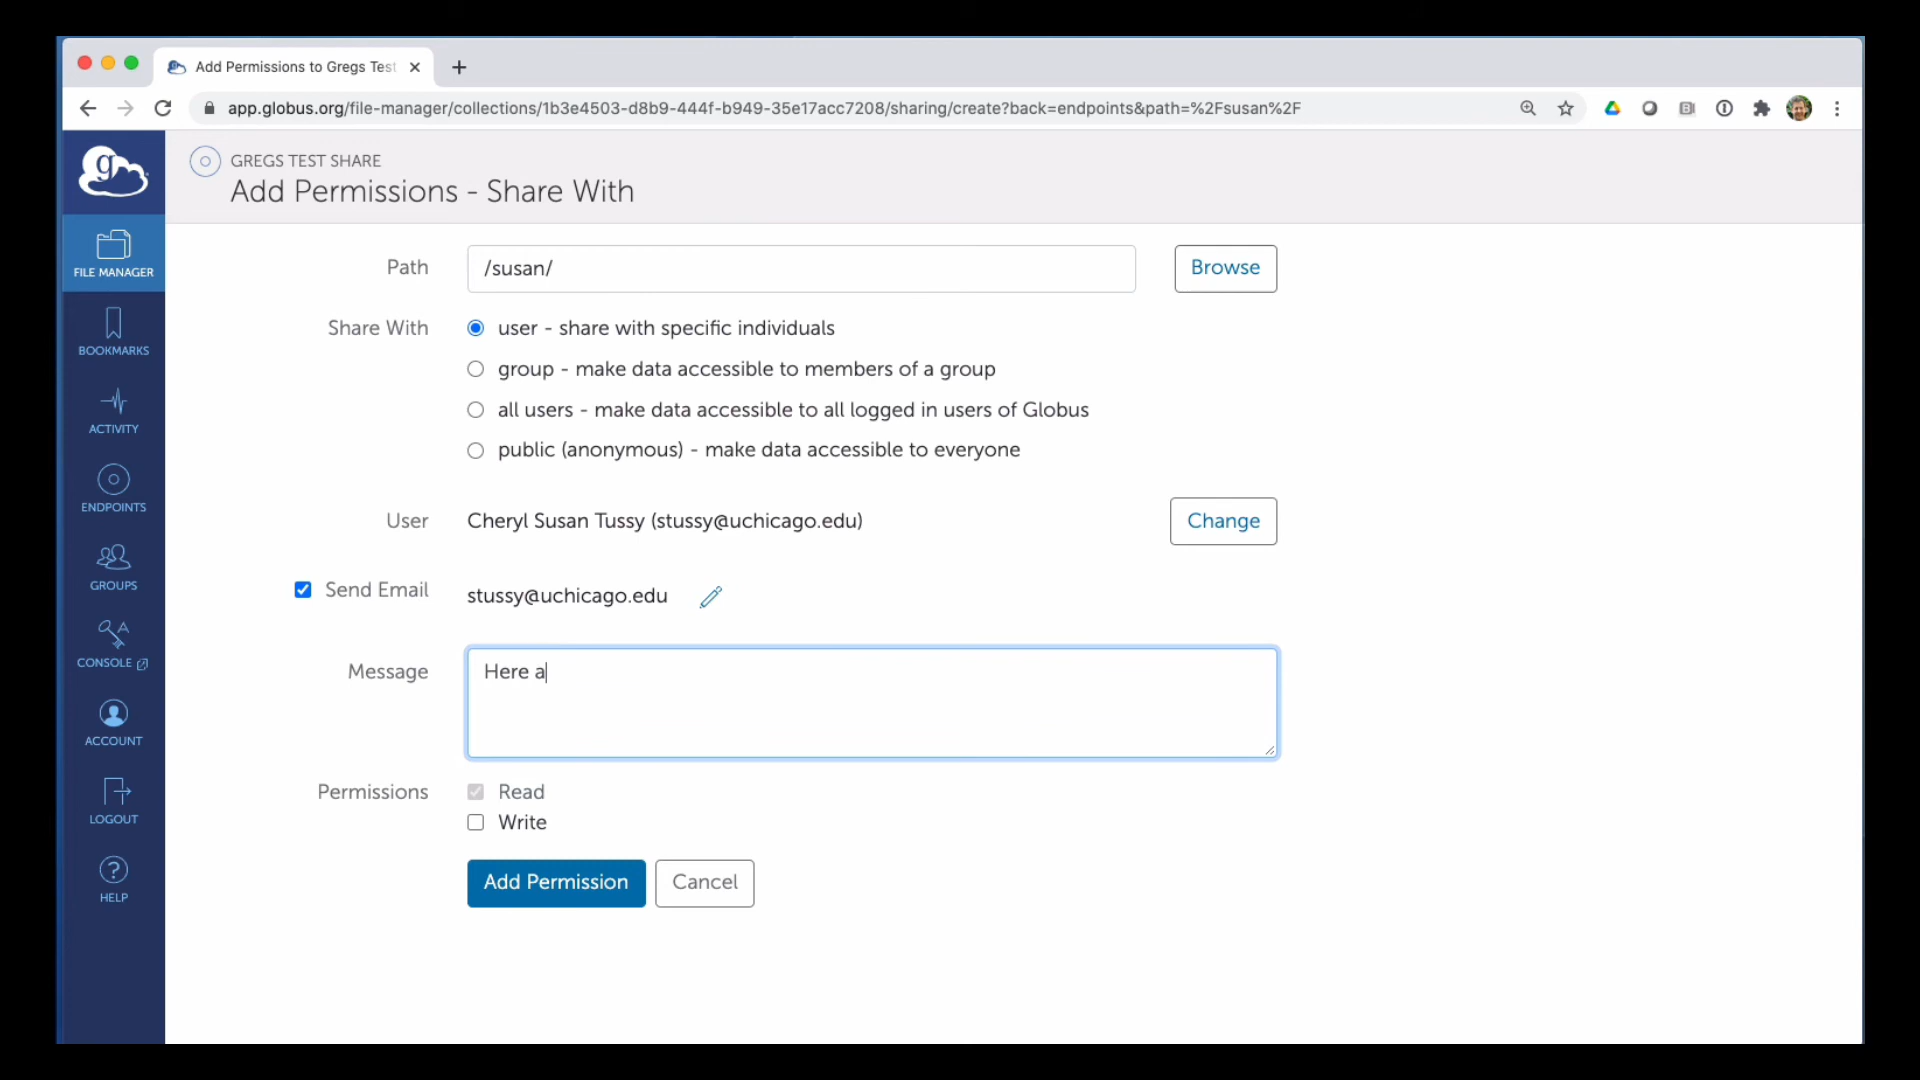 Add Permissions to Gregs Test
app.globus.org/file-manager/collections/1b3e4503-d8b9-444f-b949-35e17acc7208/sharing/create?back=endpoints&path=%2Fsusan%2F
g
GREGS TEST SHARE
Add Permissions - Share With
FILE MANAGER
BOOKMARKS
ACTIVITY
ENDPOINTS
GROUPS
CONSOLE
ACCOUNT
LOGOUT
HELP
Path /susan/ Browse
Share With user - share with specific individuals
group - make data accessible to members of a group
all users - make data accessible to all logged in users of Globus
public (anonymous) - make data accessible to everyone
User Cheryl Susan Tussy (stussy@uchicago.edu) Change
Send Email stussy@uchicago.edu
Message Here a
Permissions Read
Write
Add Permission Cancel